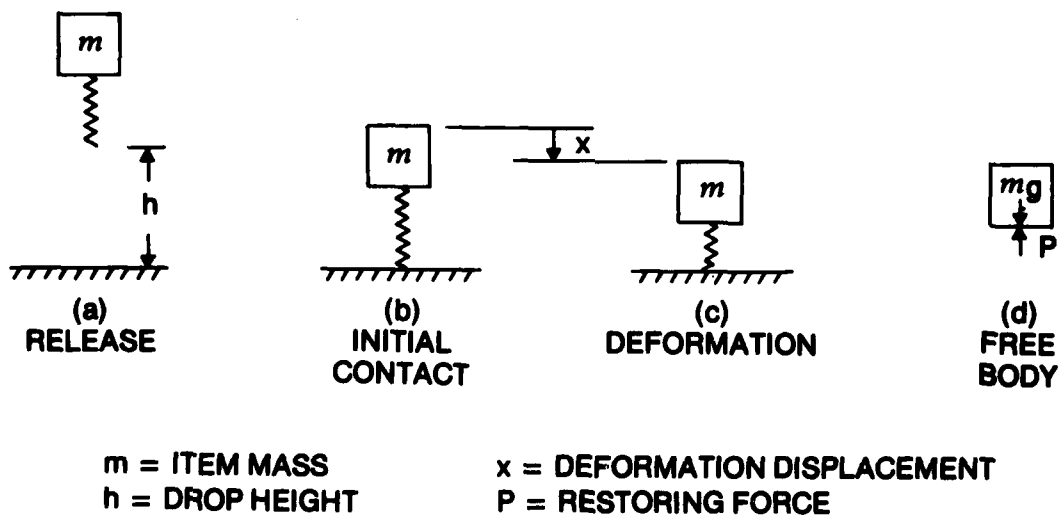 m
h
(a)
RELEASE
m
(b)
INITIAL
CONTACT
x
m
(c)
DEFORMATION
mg
P
(d)
FREE
BODY
m = ITEM MASS
h = DROP HEIGHT
x = DEFORMATION DISPLACEMENT
P = RESTORING FORCE